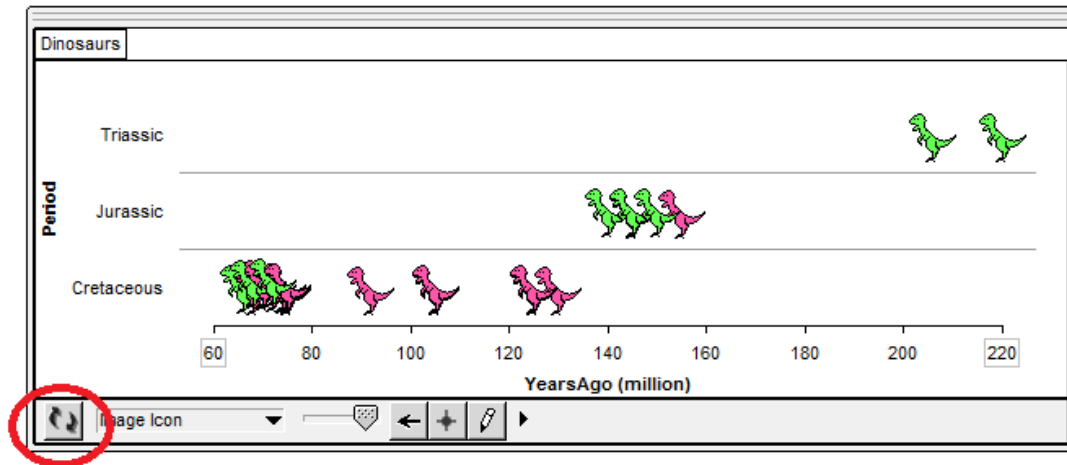 Dinosaurs
Triassic
Jurassic
Cretaceous
Period
60 80 100 120 140 160 180 200 220
YearsAgo (million)
Image Icon